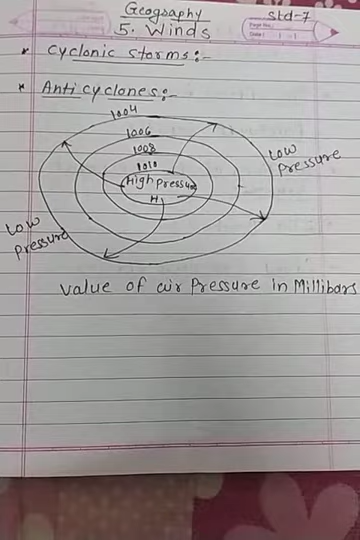 Geography
Std-7
5. Winds
* Cyclonic storms:-
* Anticyclones:-
1004
1006
1008
1010
High Pressure
H
Low Pressure
Low Pressure
Value of air Pressure in Millibars